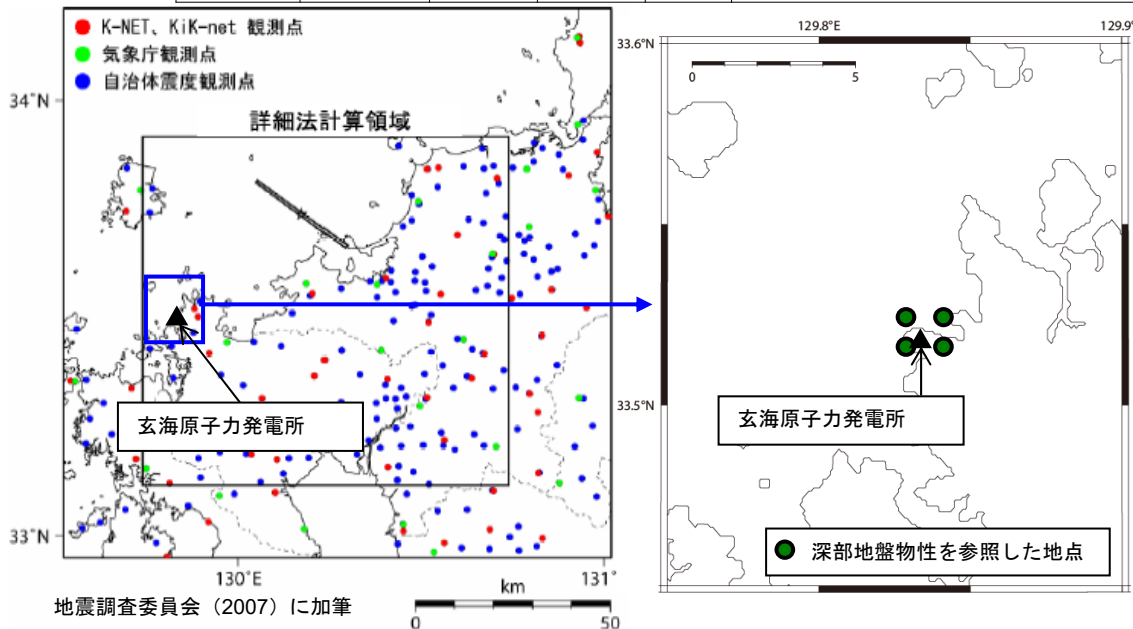 K-NET、KiK-net 観測点
気象庁観測点
自治体震度観測点
34°N
詳細法計算領域
玄海原子力発電所
33°N
130°E
131°
km
0
50
地震調査委員会（2007）に加筆
129.8°E
129.9°
33.6°N
0
5
33.5°N
玄海原子力発電所
深部地盤物性を参照した地点